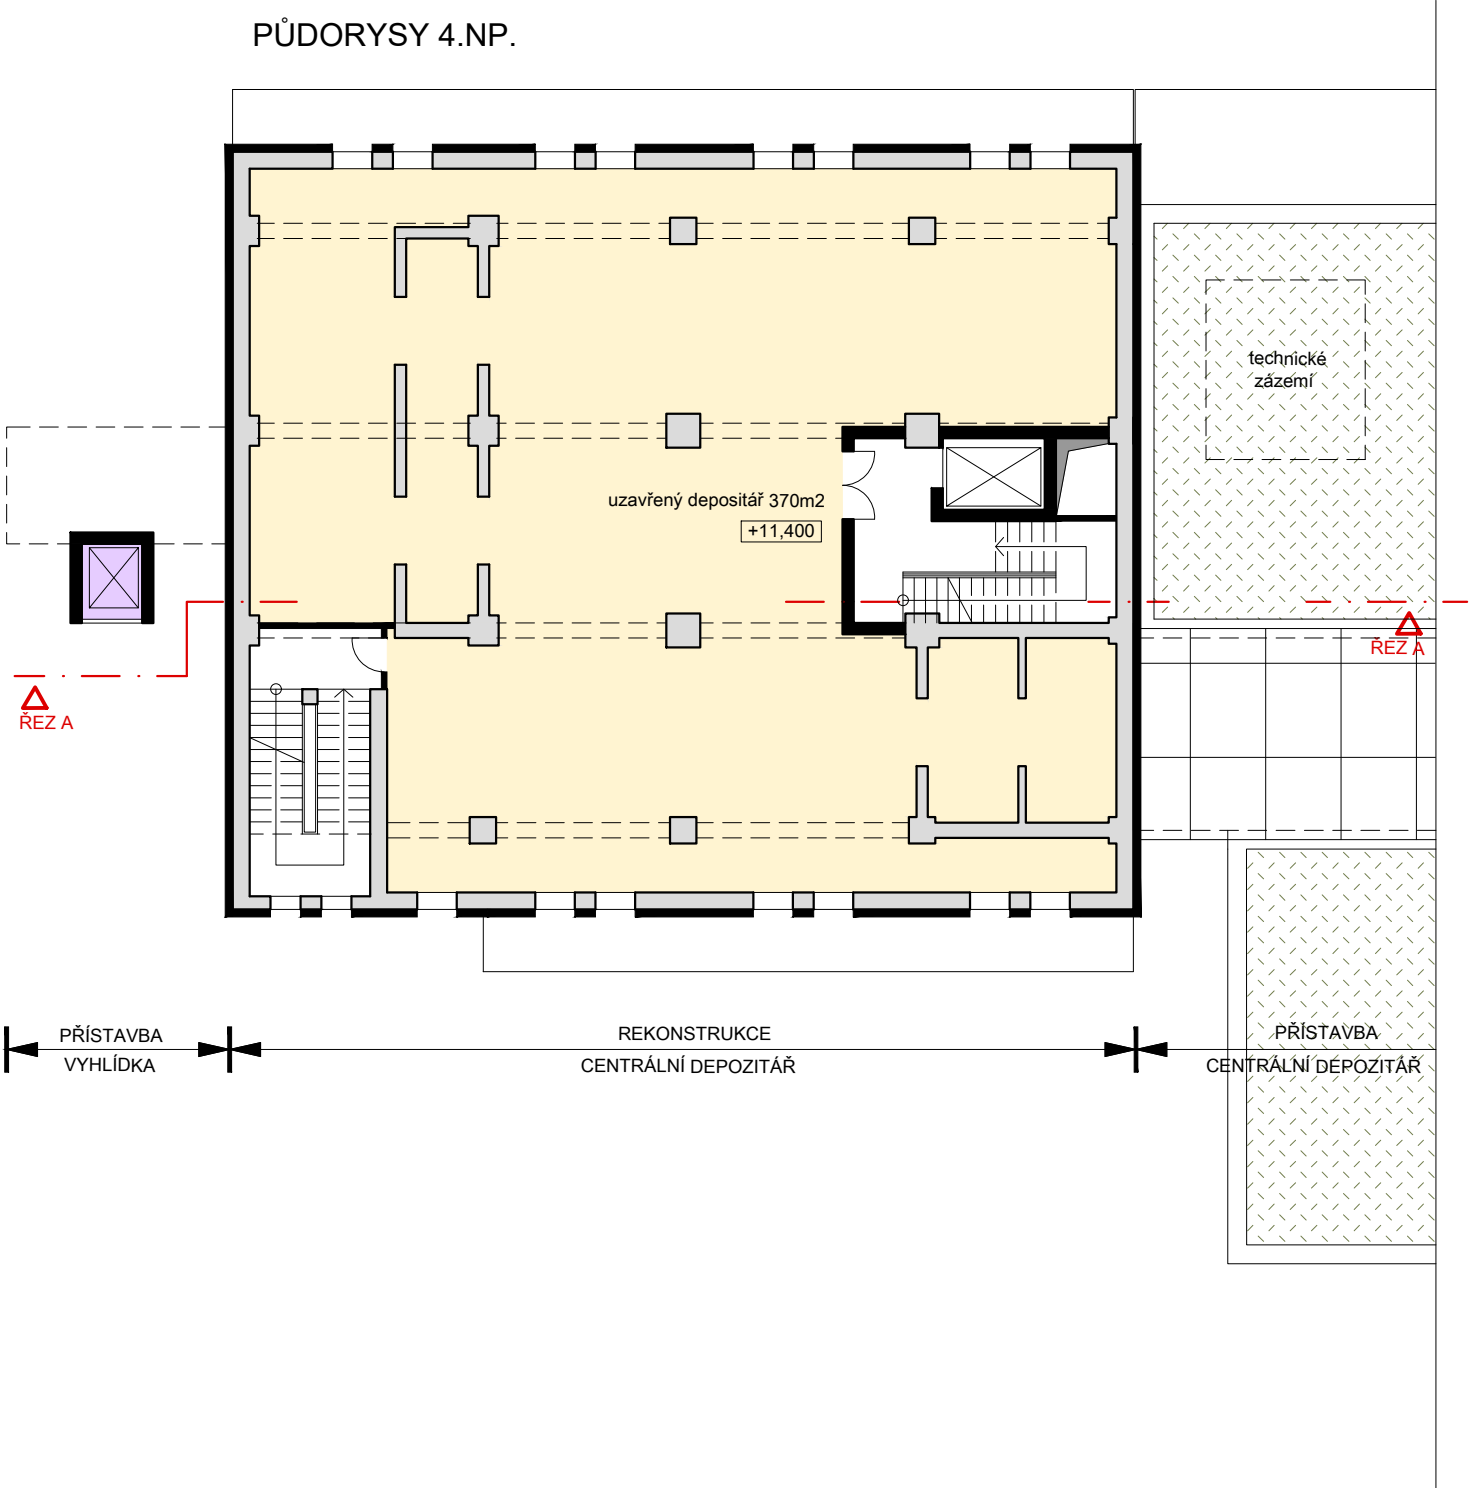 PŮDORYSY 4.NP.
technické
zázemí
uzavřený depositář 370m2
+11,400
ŘEZ A
ŘEZ A
PŘÍSTAVBA
VYHLÍDKA
REKONSTRUKCE
CENTRÁLNÍ DEPOZITÁŘ
PŘÍSTAVBA
CENTRÁLNÍ DEPOZITÁŘ